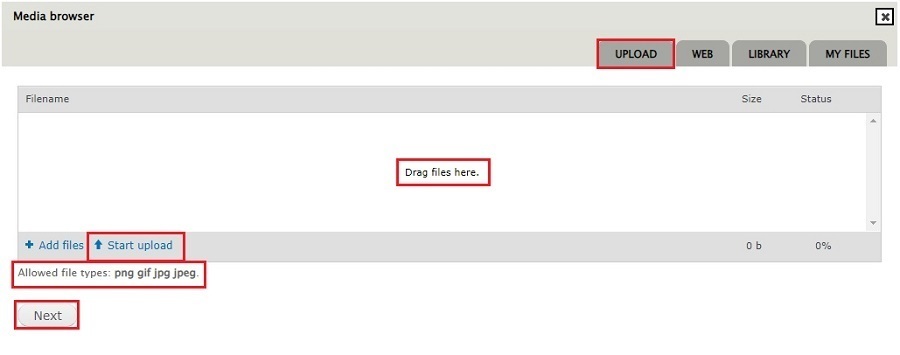 Media browser
UPLOAD WEB LIBRARY MY FILES
Filename Size Status
Drag files here.
Add files Start upload 0 b 0%
Allowed file types: png gif jpg jpeg.
Next